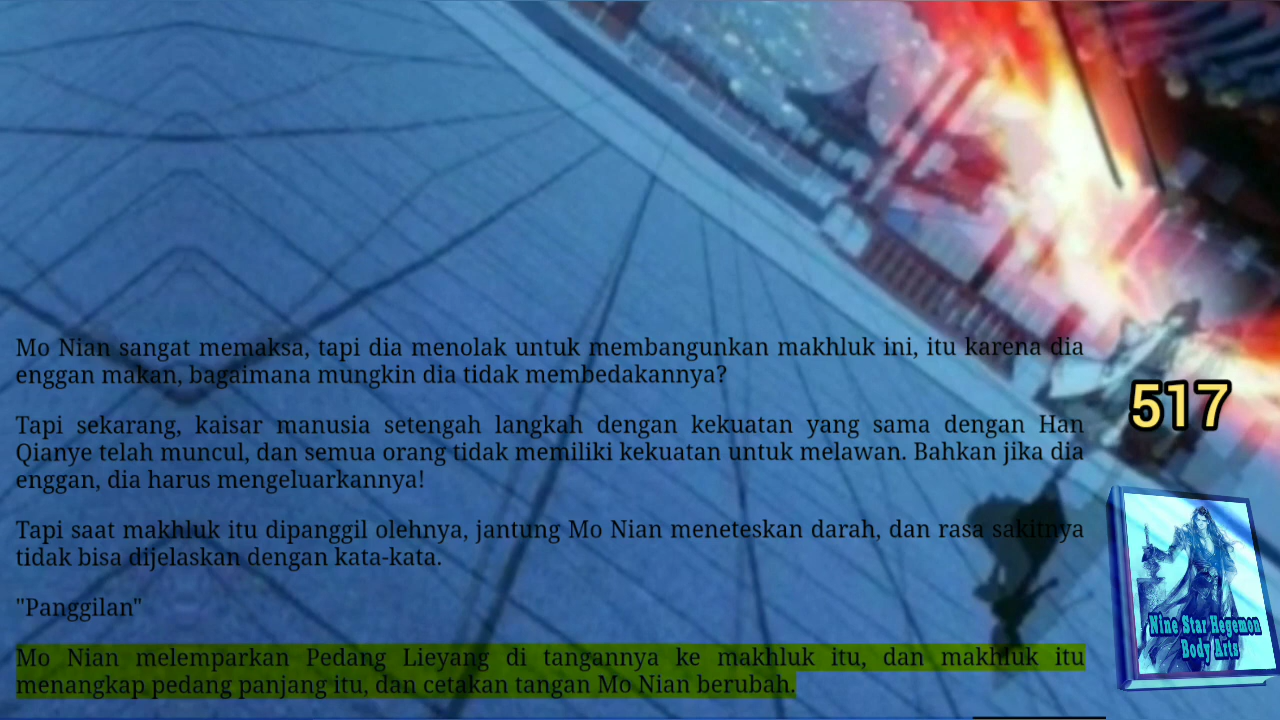 Mo Nian sangat memaksa, tapi dia menolak untuk membangunkan makhluk ini, itu karena dia
enggan makan, bagaimana mungkin dia tidak membedakannya?
Tapi sekarang, kaisar manusia setengah langkah dengan kekuatan yang sama dengan Han
Qianye telah muncul, dan semua orang tidak memiliki kekuatan untuk melawan. Bahkan jika dia
enggan, dia harus mengeluarkannya!
Tapi saat makhluk itu dipanggil olehnya, jantung Mo Nian meneteskan darah, dan rasa sakitnya
tidak bisa dijelaskan dengan kata-kata.
"Panggilan"
Mo Nian melemparkan Pedang Lieyang di tangannya ke makhluk itu, dan makhluk itu
menangkap pedang panjang itu, dan cetakan tangan Mo Nian berubah.
517
Nine Star Hegemon
Body Arts